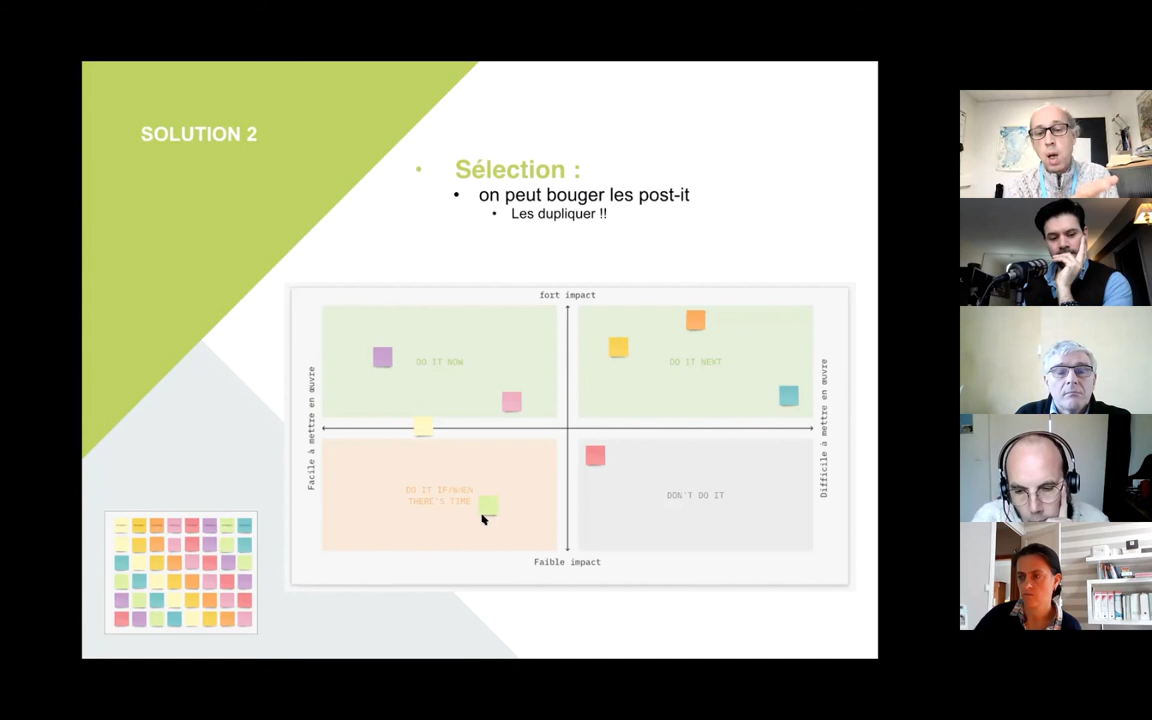 SOLUTION 2
• Sélection :
• on peut bouger les post-it
• Les dupliquer !!
fort impact
DO IT NOW
DO IT NEXT
Facile à mettre en œuvre
Difficile à mettre en œuvre
DO IT IF/WHEN
THERE'S TIME
DON'T DO IT
Faible impact